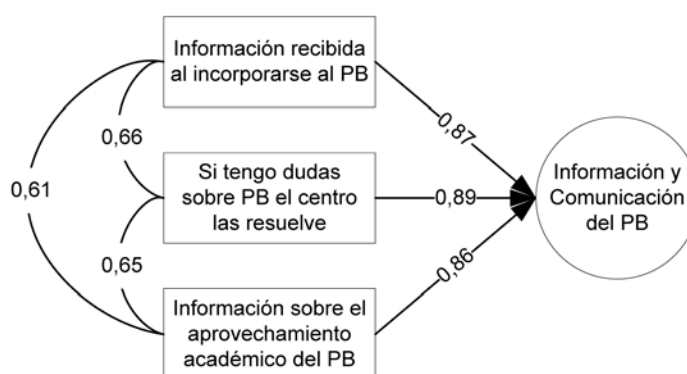 Información recibida
al incorporarse al PB
0,66
0,87
0,61
Si tengo dudas
sobre PB el centro
las resuelve
0,89
Información y
Comunicación
del PB
0,65
0,86
Información sobre el
aprovechamiento
académico del PB